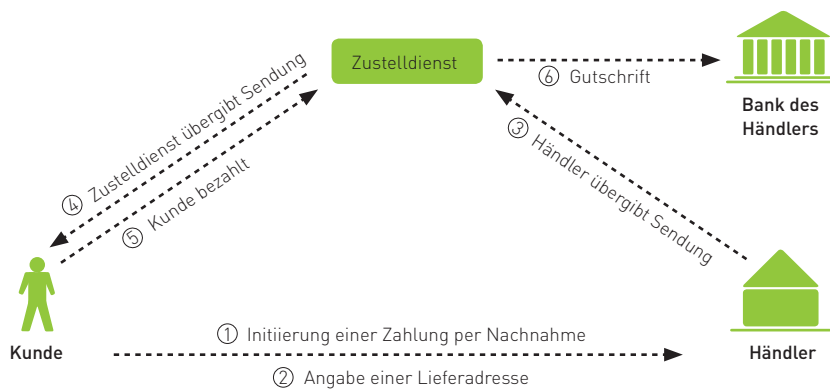 Zustelldienst
⑥ Gutschrift
Bank des
Händlers
④ Zustelldienst übergibt Sendung
⑤ Kunde bezahlt
③ Händler übergibt Sendung
① Initiierung einer Zahlung per Nachnahme
Kunde
Händler
② Angabe einer Lieferadresse